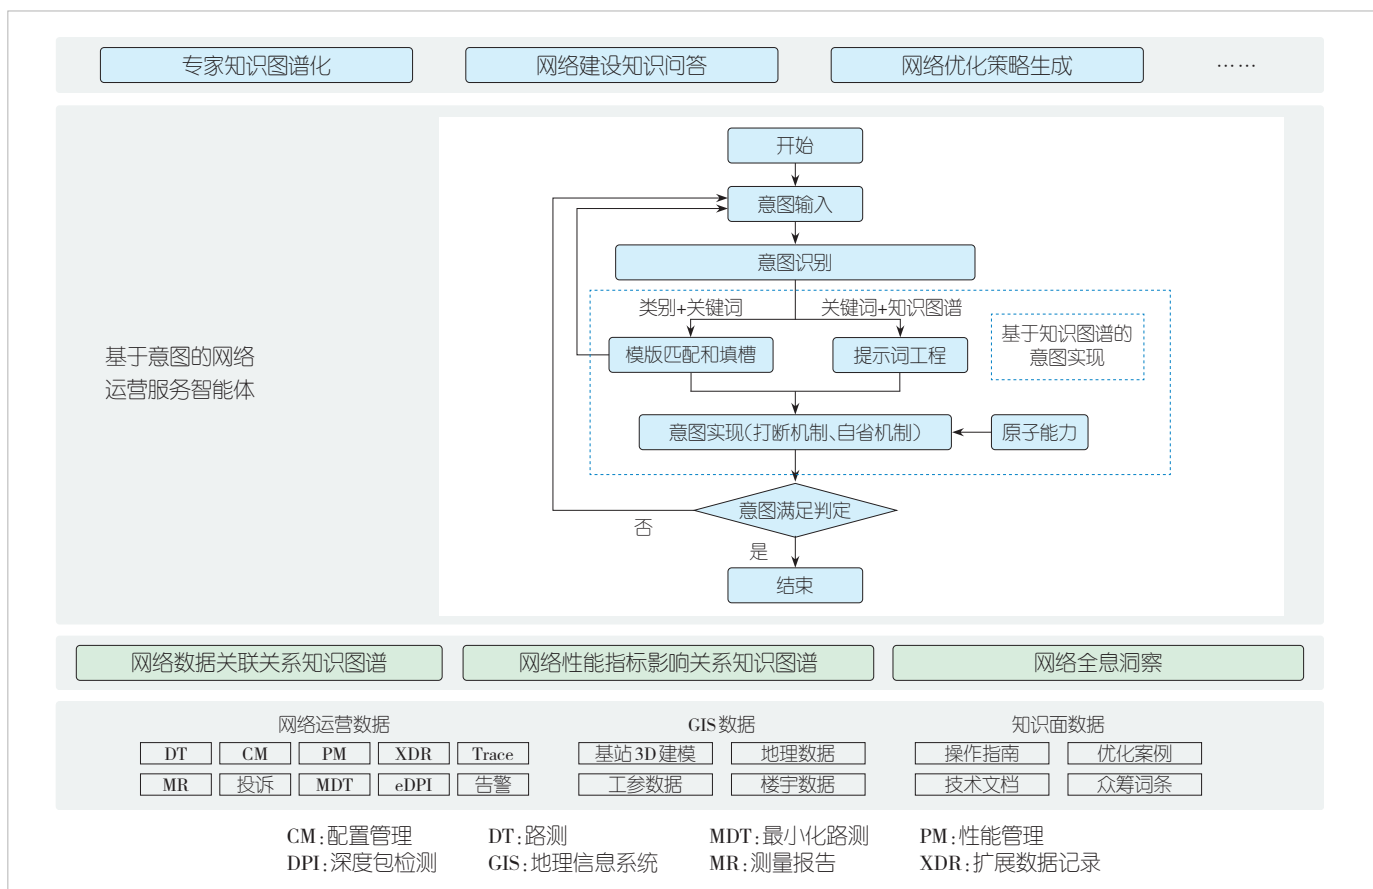 专家知识图谱化
网络建设知识问答
网络优化策略生成
……
基于意图的网络
运营服务智能体
开始
意图输入
意图识别
类别+关键词
关键词+知识图谱
模版匹配和填槽
提示词工程
基于知识图谱的
意图实现
意图实现(打断机制、自省机制)
原子能力
意图满足判定
否
是
结束
网络数据关联关系知识图谱
网络性能指标影响关系知识图谱
网络全息洞察
网络运营数据
DT CM PM XDR Trace
MR 投诉 MDT eDPI 告警
GIS数据
基站3D建模 地理数据
工参数据 楼宇数据
知识面数据
操作指南 优化案例
技术文档 众筹词条
CM:配置管理 DT:路测 MDT:最小化路测 PM:性能管理
DPI:深度包检测 GIS:地理信息系统 MR:测量报告 XDR:扩展数据记录